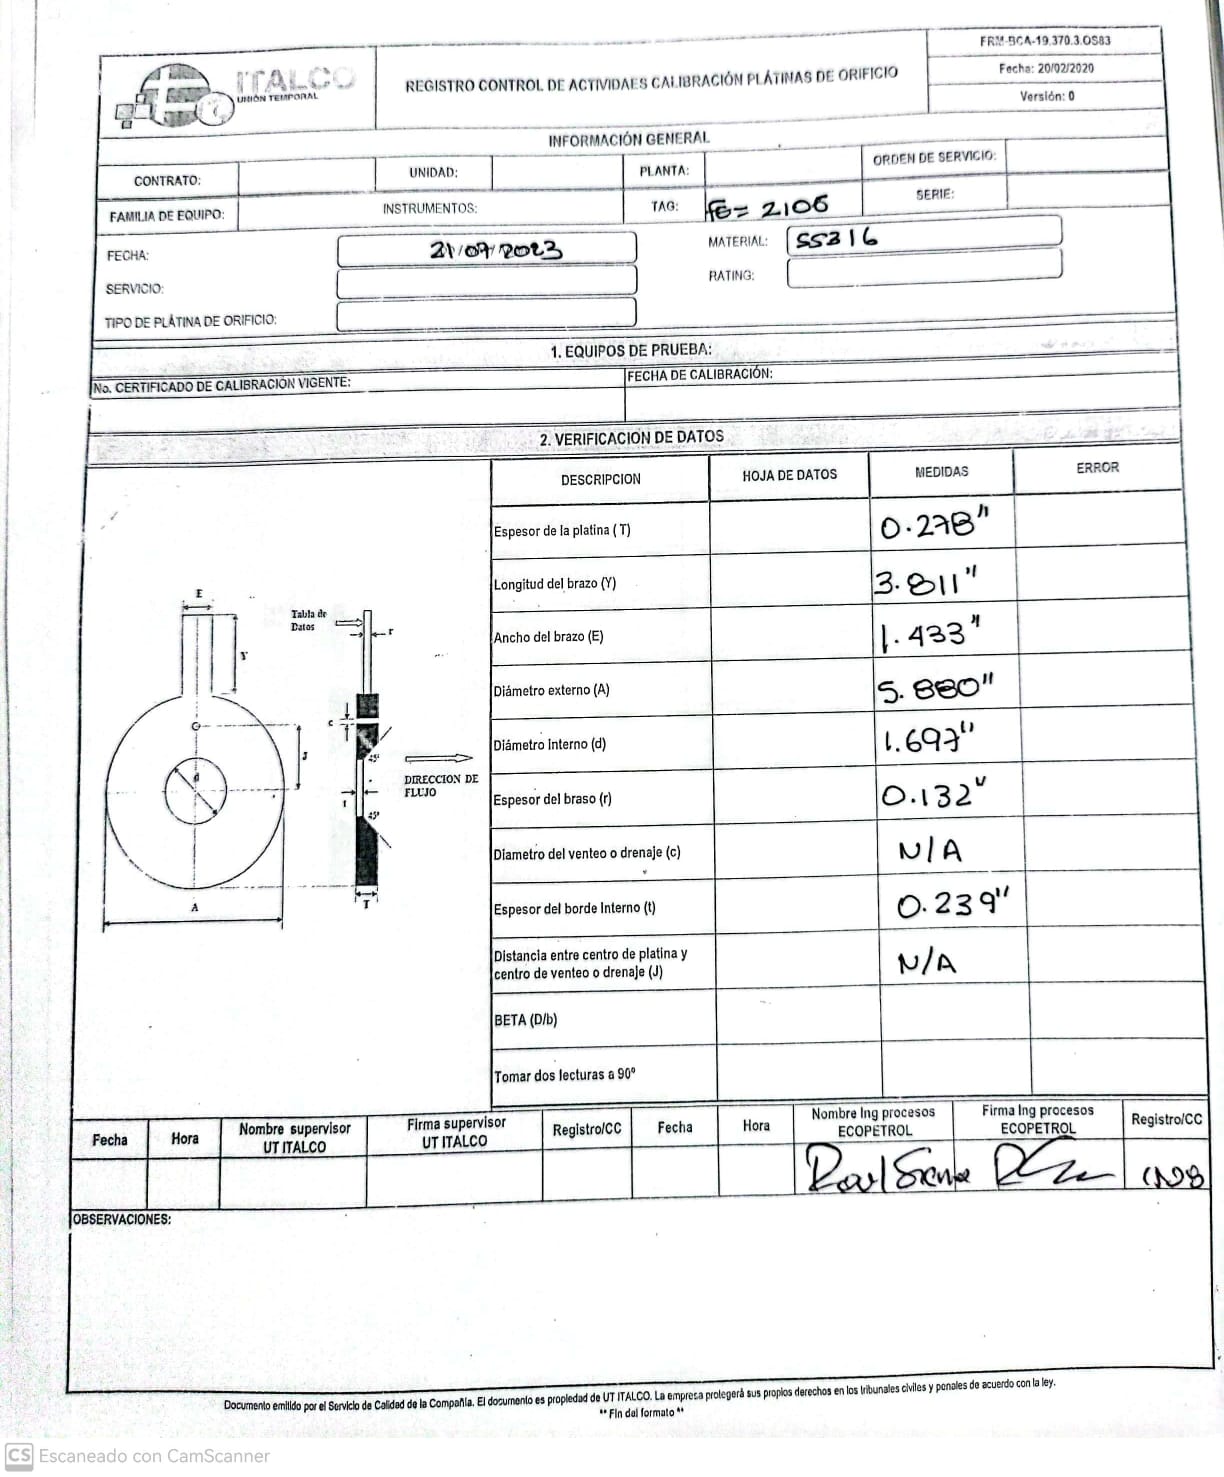 ITALCO
UNIÓN TEMPORAL
REGISTRO CONTROL DE ACTIVIDAES CALIBRACIÓN PLÁTINAS DE ORIFICIO
FRM-BCA-19.370.3.OS83
Fecha: 20/02/2020
Versión: 0
INFORMACIÓN GENERAL
CONTRATO: UNIDAD: PLANTA: ORDEN DE SERVICIO:
FAMILIA DE EQUIPO: INSTRUMENTOS: TAG: FE= 2106 SERIE:
FECHA: 21/07/2023 MATERIAL: SS316
SERVICIO: RATING:
TIPO DE PLÁTINA DE ORIFICIO:
1. EQUIPOS DE PRUEBA:
No. CERTIFICADO DE CALIBRACIÓN VIGENTE: FECHA DE CALIBRACIÓN:
2. VERIFICACION DE DATOS
DESCRIPCION HOJA DE DATOS MEDIDAS ERROR
Espesor de la platina ( T) 0.278"
Longitud del brazo (Y) 3.811"
Ancho del brazo (E) 1.433"
Diámetro externo (A) 5.880"
Diámetro Interno (d) 1.697"
Espesor del braso (r) 0.132"
Diametro del venteo o drenaje (c) N/A
Espesor del borde Interno (t) 0.239"
Distancia entre centro de platina y
centro de venteo o drenaje (J) N/A
BETA (D/b)
Tomar dos lecturas a 90º
E
Y
Tabla de
Datos
r
c
J
45º
d
DIRECCION DE
FLUJO
t
45º
A
T
Fecha Hora Nombre supervisor
UT ITALCO Firma supervisor
UT ITALCO Registro/CC Fecha Hora Nombre Ing procesos
ECOPETROL Firma Ing procesos
ECOPETROL Registro/CC
OBSERVACIONES:
Documento emitido por el Servicio de Calidad de la Compañía. El documento es propiedad de UT ITALCO. La empresa protegerá sus propios derechos en los tribunales civiles y penales de acuerdo con la ley.
** Fin del formato **
CS Escaneado con CamScanner